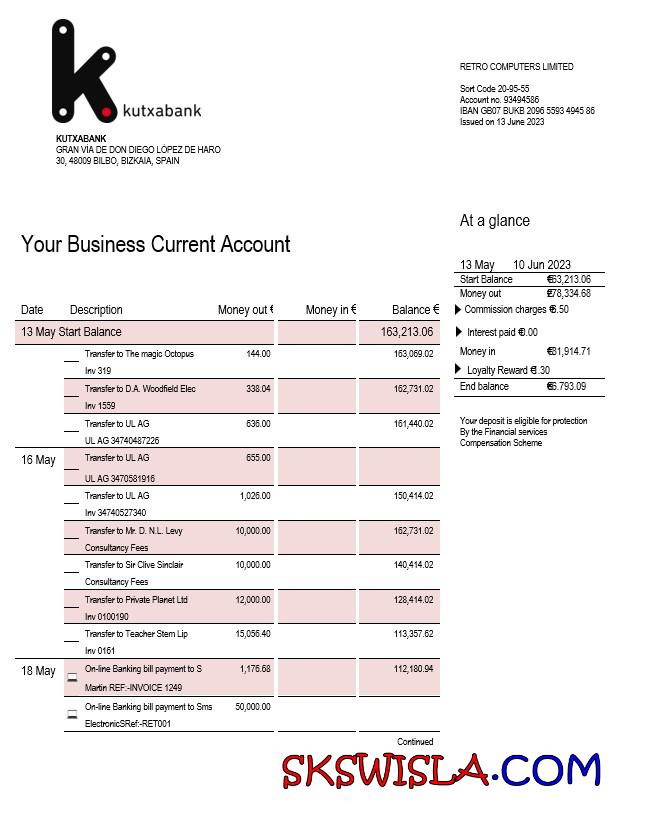 kutxabank
KUTXABANK
GRAN VÍA DE DON DIEGO LÓPEZ DE HARO
30, 48009 BILBO, BIZKAIA, SPAIN
RETRO COMPUTERS LIMITED
Sort Code 20-95-55
Account no. 93494586
IBAN GB07 BUKB 2096 5593 4945 86
Issued on 13 June 2023
At a glance
13 May 10 Jun 2023
Start Balance €63,213.06
Money out £78,334.68
Commission charges €6.50
Interest paid €0.00
Money in €31,914.71
Loyalty Reward €1.30
End balance €6.793.09
Your deposit is eligible for protection
By the Financial services
Compensation Scheme
Your Business Current Account
Date Description Money out € Money in € Balance €
13 May Start Balance 163,213.06
Transfer to The magic Octopus 144.00 163,069.02
Inv 319
Transfer to D.A. Woodfield Elec 338.04 162,731.02
Inv 1559
Transfer to UL AG 636.00 161,440.02
UL AG 34740487226
16 May Transfer to UL AG 655.00
UL AG 3470581916
Transfer to UL AG 1,026.00 150,414.02
Inv 34740527340
Transfer to Mr. D. N.L. Levy 10,000.00 162,731.02
Consultancy Fees
Transfer to Sir Clive Sinclair 10,000.00 140,414.02
Consultancy Fees
Transfer to Private Planet Ltd 12,000.00 128,414.02
Inv 0100190
Transfer to Teacher Stem Lip 15,056.40 113,357.62
Inv 0161
18 May On-line Banking bill payment to S 1,176.68 112,180.94
Martin REF:-INVOICE 1249
On-line Banking bill payment to Sms 50,000.00
ElectronicSRef:-RET001
Continued
SKSWISLA.COM